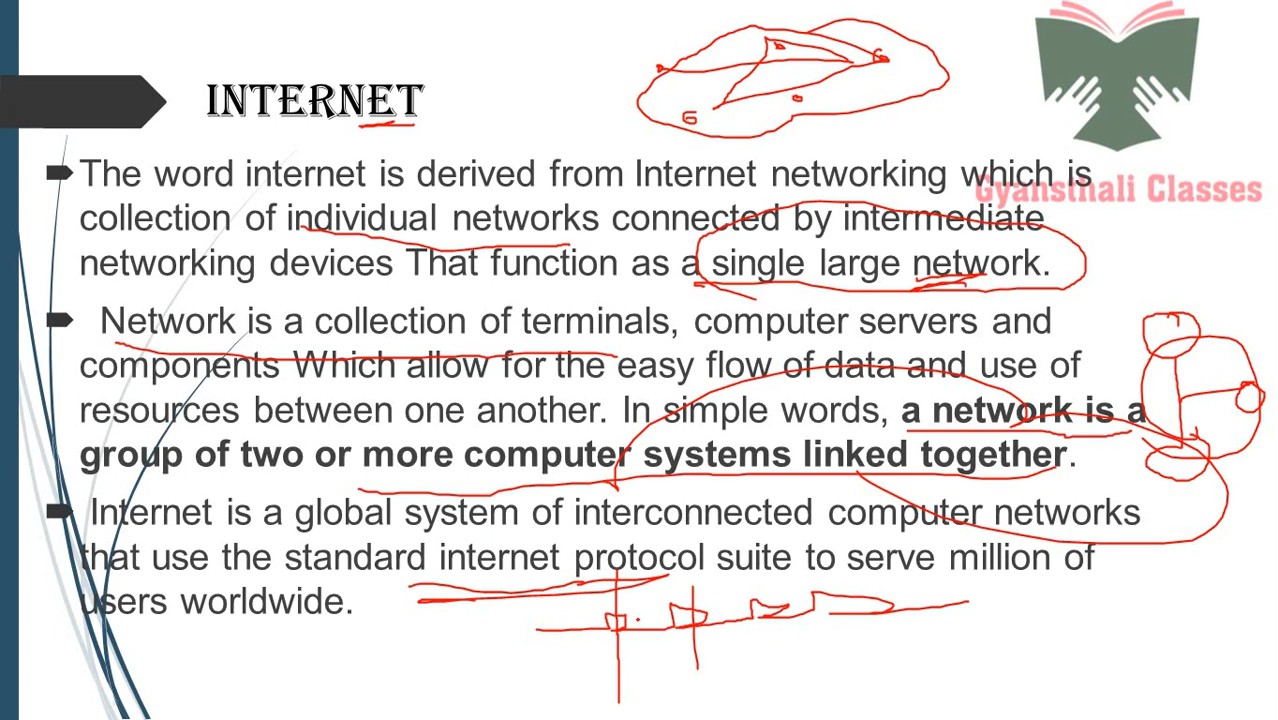 INTERNET
Gyansthali Classes
The word internet is derived from Internet networking which is
collection of individual networks connected by intermediate
networking devices That function as a single large network.
Network is a collection of terminals, computer servers and
components Which allow for the easy flow of data and use of
resources between one another. In simple words, a network is a
group of two or more computer systems linked together.
Internet is a global system of interconnected computer networks
that use the standard internet protocol suite to serve million of
users worldwide.